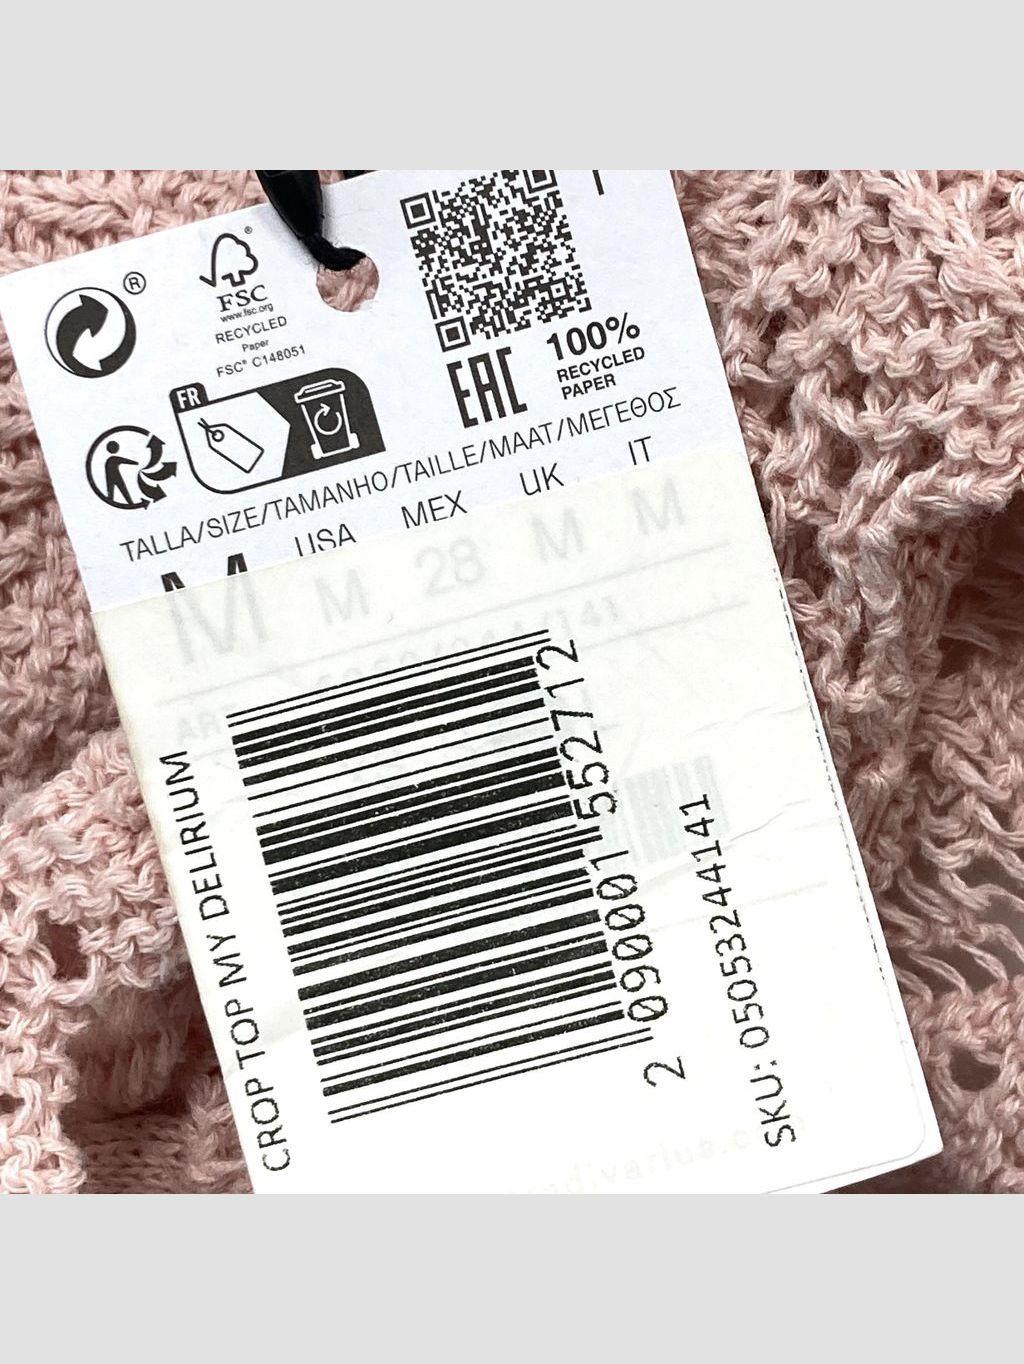 FSC
www.fsc.org
RECYCLED
Paper
FSC® C148051
EAC
100%
RECYCLED
PAPER
FR
TALLA/SIZE/TAMANHO/TAILLE/MAAT/ΜΕΓΕΘΟΣ
USA MEX UK IT
M M 28 M M
CROP TOP MY DELIRIUM
2 090001 552712
SKU: 05053244141